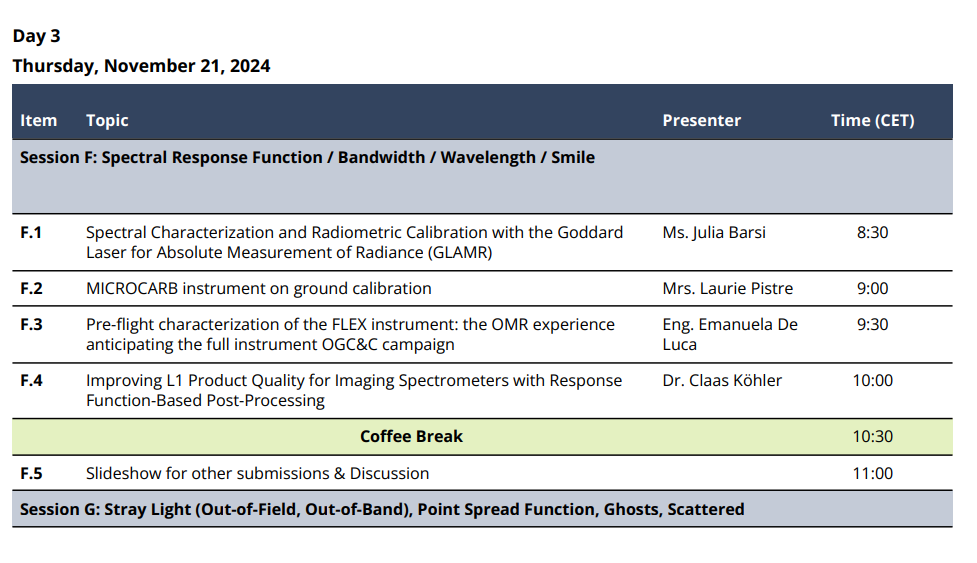 Day 3
Thursday, November 21, 2024
Item Topic Presenter Time (CET)
Session F: Spectral Response Function / Bandwidth / Wavelength / Smile
F.1 Spectral Characterization and Radiometric Calibration with the Goddard Ms. Julia Barsi 8:30
Laser for Absolute Measurement of Radiance (GLAMR)
F.2 MICROCARB instrument on ground calibration Mrs. Laurie Pistre 9:00
F.3 Pre-flight characterization of the FLEX instrument: the OMR experience Eng. Emanuela De 9:30
anticipating the full instrument OGC&C campaign Luca
F.4 Improving L1 Product Quality for Imaging Spectrometers with Response Dr. Claas Köhler 10:00
Function-Based Post-Processing
Coffee Break 10:30
F.5 Slideshow for other submissions & Discussion 11:00
Session G: Stray Light (Out-of-Field, Out-of-Band), Point Spread Function, Ghosts, Scattered